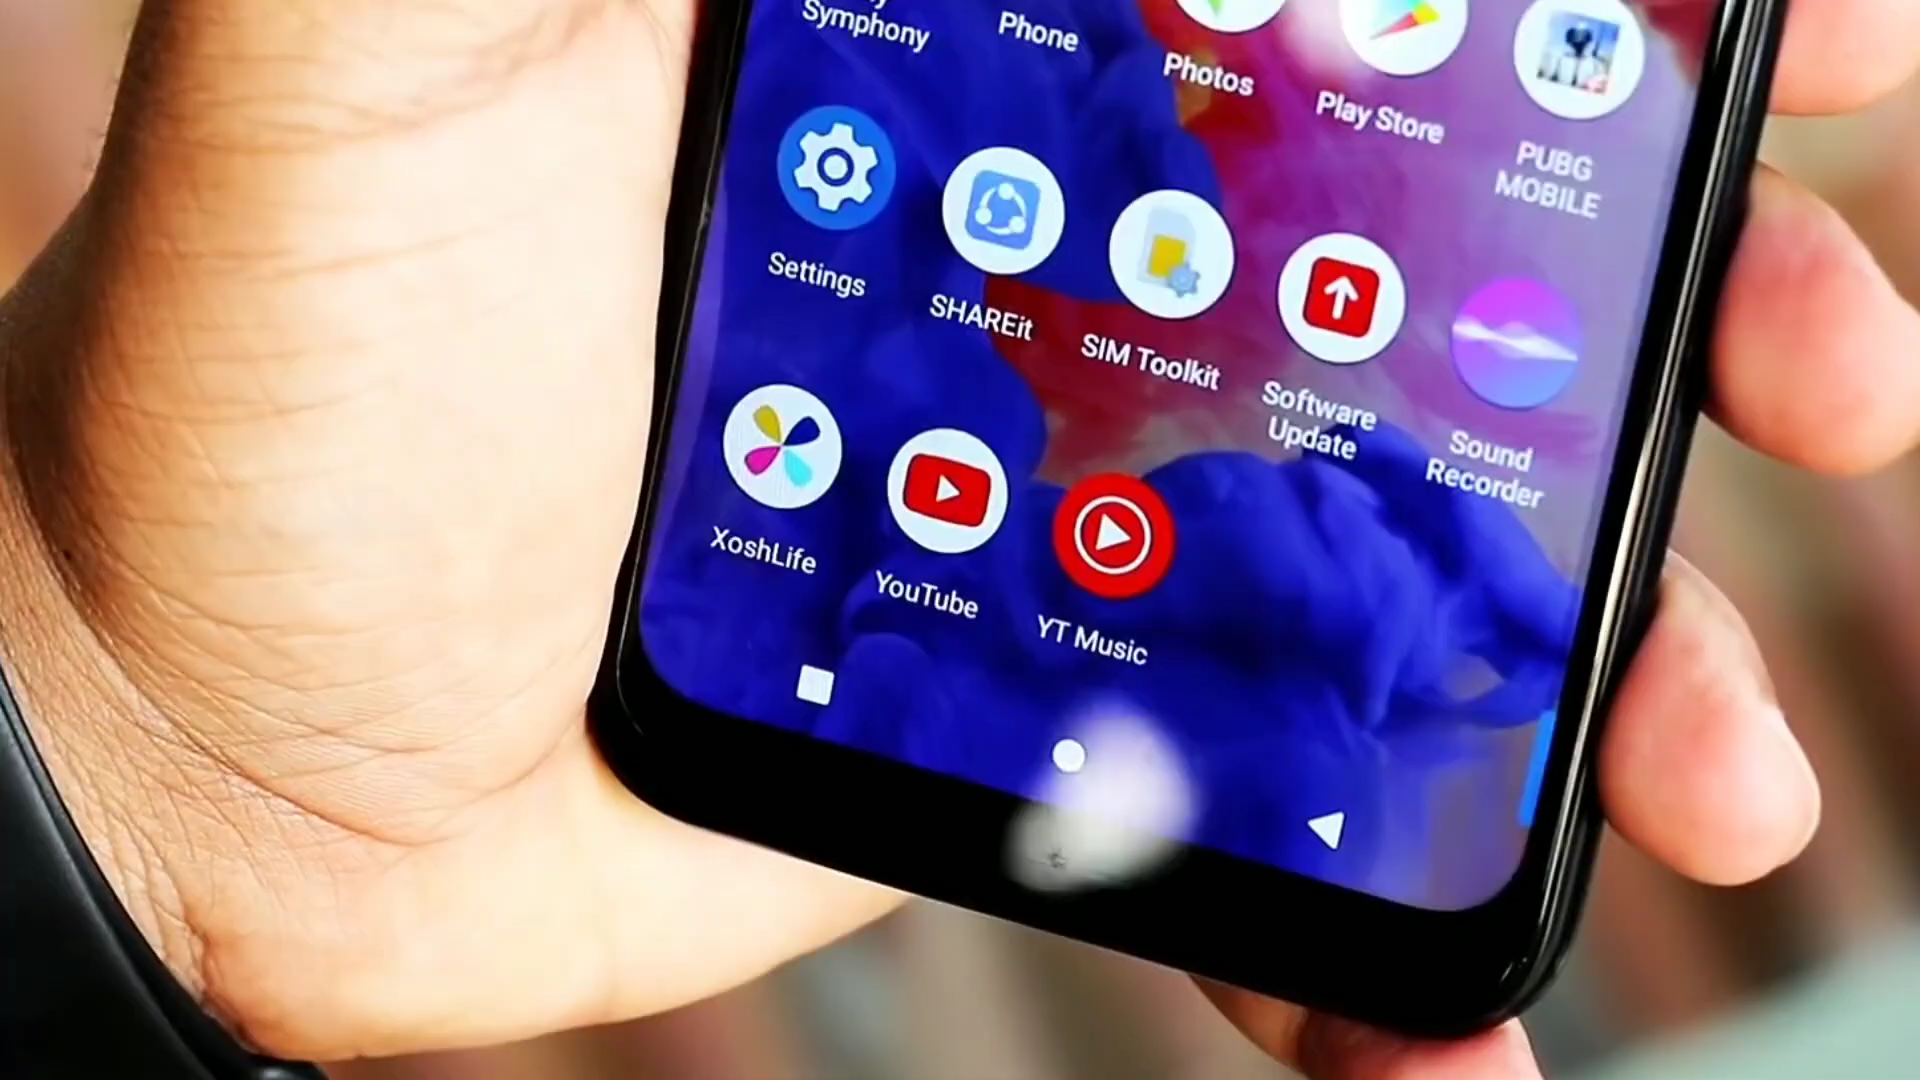 Symphony
Phone
Photos
Play Store
PUBG
MOBILE
Settings
SHAREit
SIM Toolkit
Software
Update
Sound
Recorder
XoshLife
YouTube
YT Music